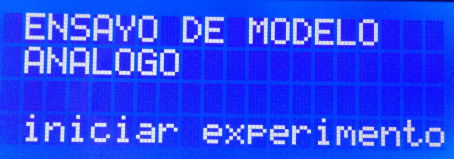 ENSAYO DE MODELO
ANALOGO
iniciar experimento